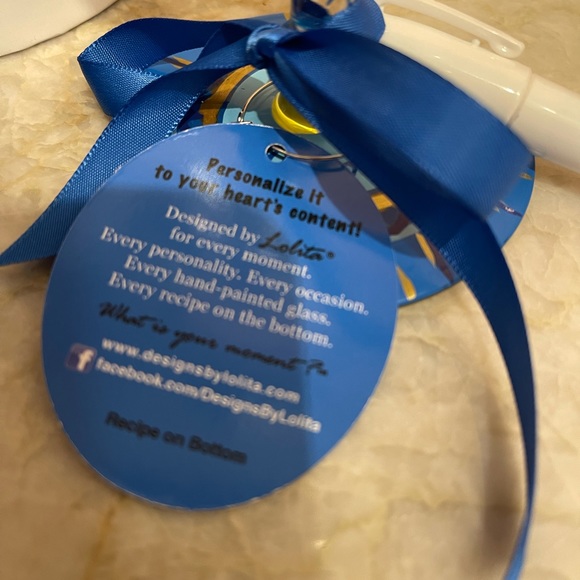 Personalize it
to your heart's content!
Designed by Lolita®
for every moment.
Every personality. Every occasion.
Every hand-painted glass.
Every recipe on the bottom.
What is your moment?™
www.designsbylolita.com
f facebook.com/DesignsByLolita
Recipe on Bottom